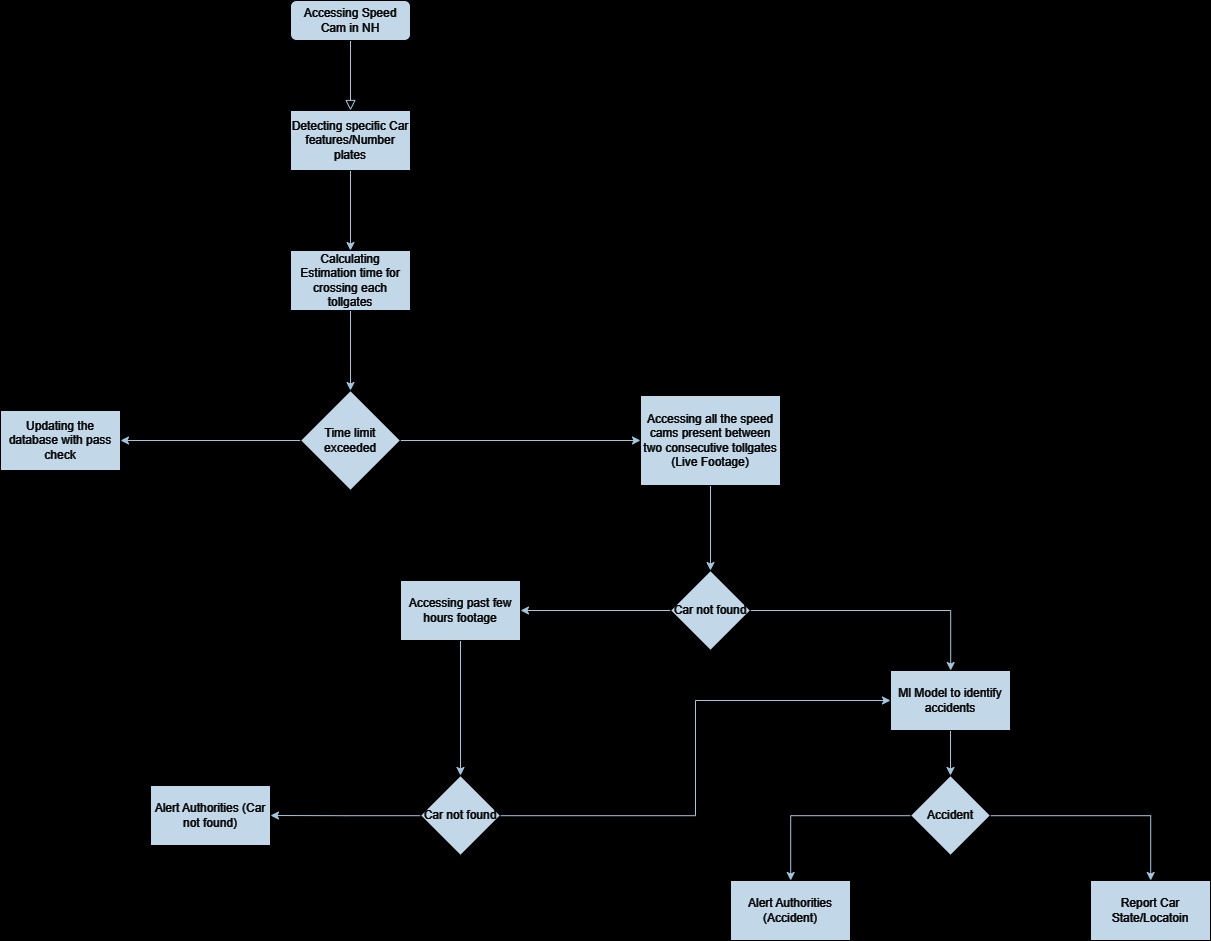 Accessing Speed
Cam in NH
Detecting specific Car
features/Number
plates
Calculating
Estimation time for
crossing each
tollgates
Updating the
database with pass
check
Time limit
exceeded
Accessing all the speed
cams present between
two consecutive tollgates
(Live Footage)
Accessing past few
hours footage
Car not found
Ml Model to identify
accidents
Alert Authorities (Car
not found)
Car not found
Accident
Alert Authorities
(Accident)
Report Car
State/Locatoin